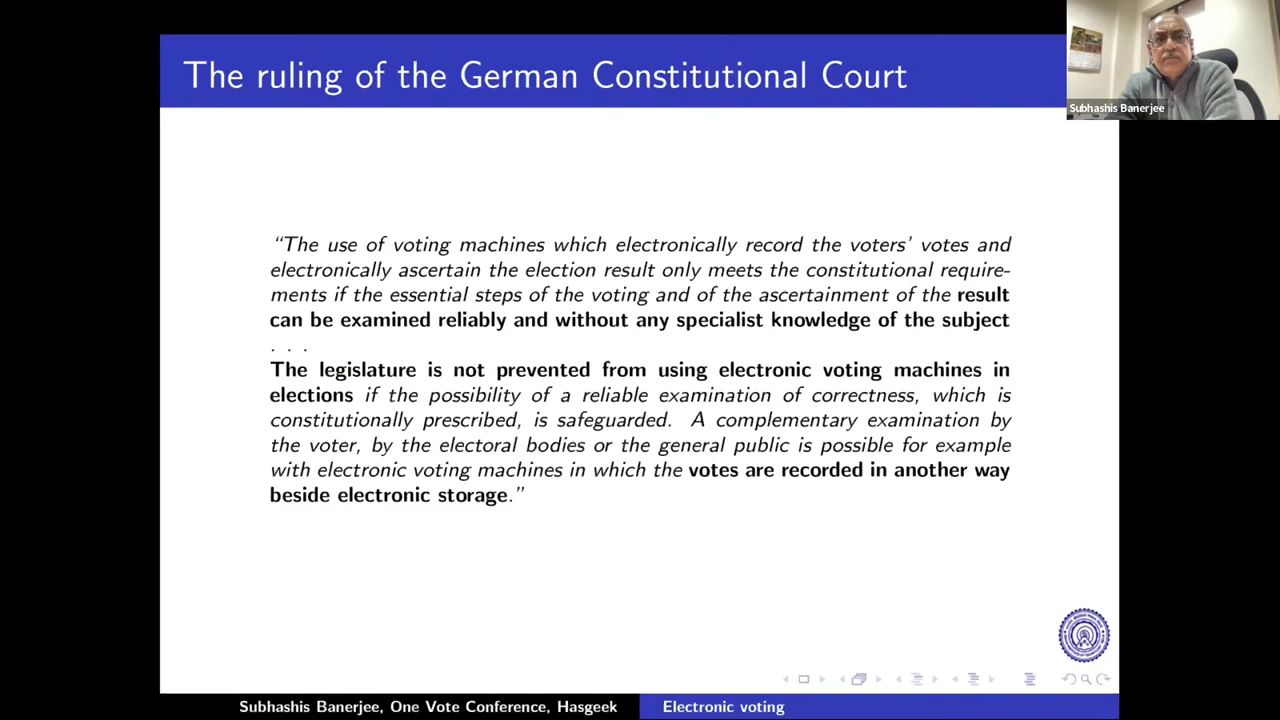 The ruling of the German Constitutional Court
Subhashis Banerjee
“The use of voting machines which electronically record the voters’ votes and
electronically ascertain the election result only meets the constitutional require-
ments if the essential steps of the voting and of the ascertainment of the result
can be examined reliably and without any specialist knowledge of the subject
. . .
The legislature is not prevented from using electronic voting machines in
elections if the possibility of a reliable examination of correctness, which is
constitutionally prescribed, is safeguarded. A complementary examination by
the voter, by the electoral bodies or the general public is possible for example
with electronic voting machines in which the votes are recorded in another way
beside electronic storage.”
Subhashis Banerjee, One Vote Conference, Hasgeek
Electronic voting